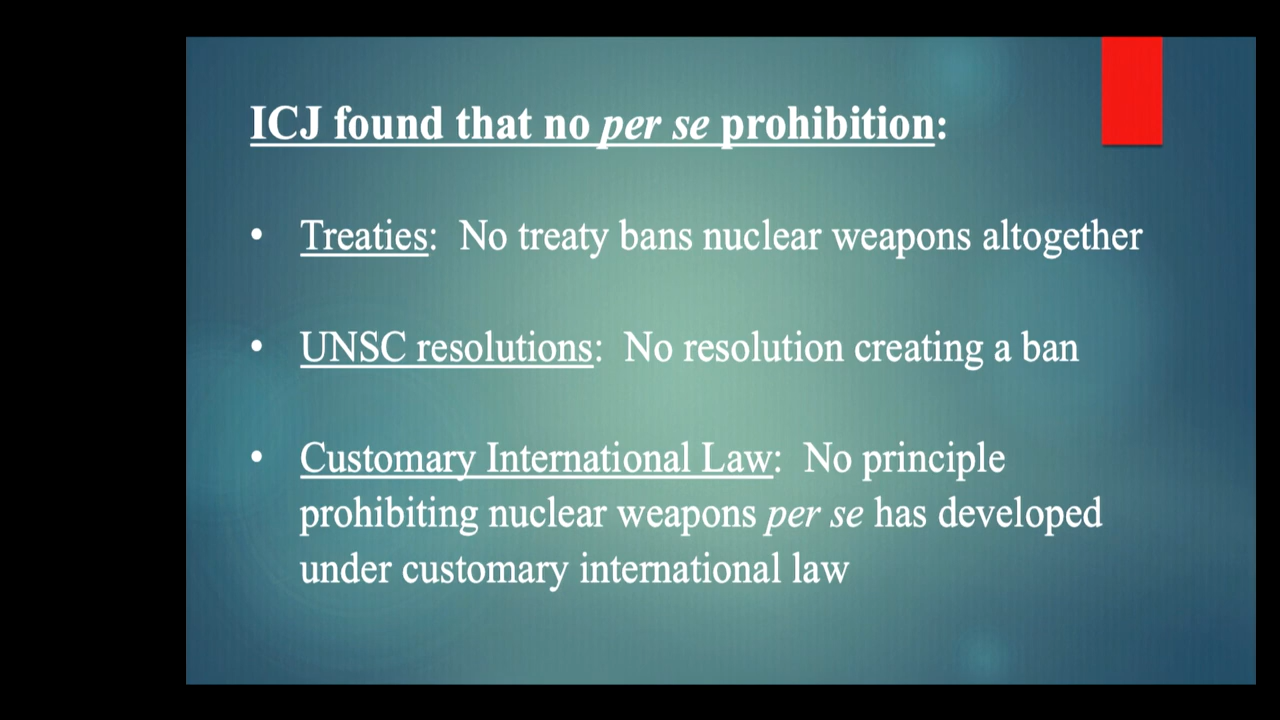 ICJ found that no per se prohibition:
• Treaties: No treaty bans nuclear weapons altogether
• UNSC resolutions: No resolution creating a ban
• Customary International Law: No principle
prohibiting nuclear weapons per se has developed
under customary international law